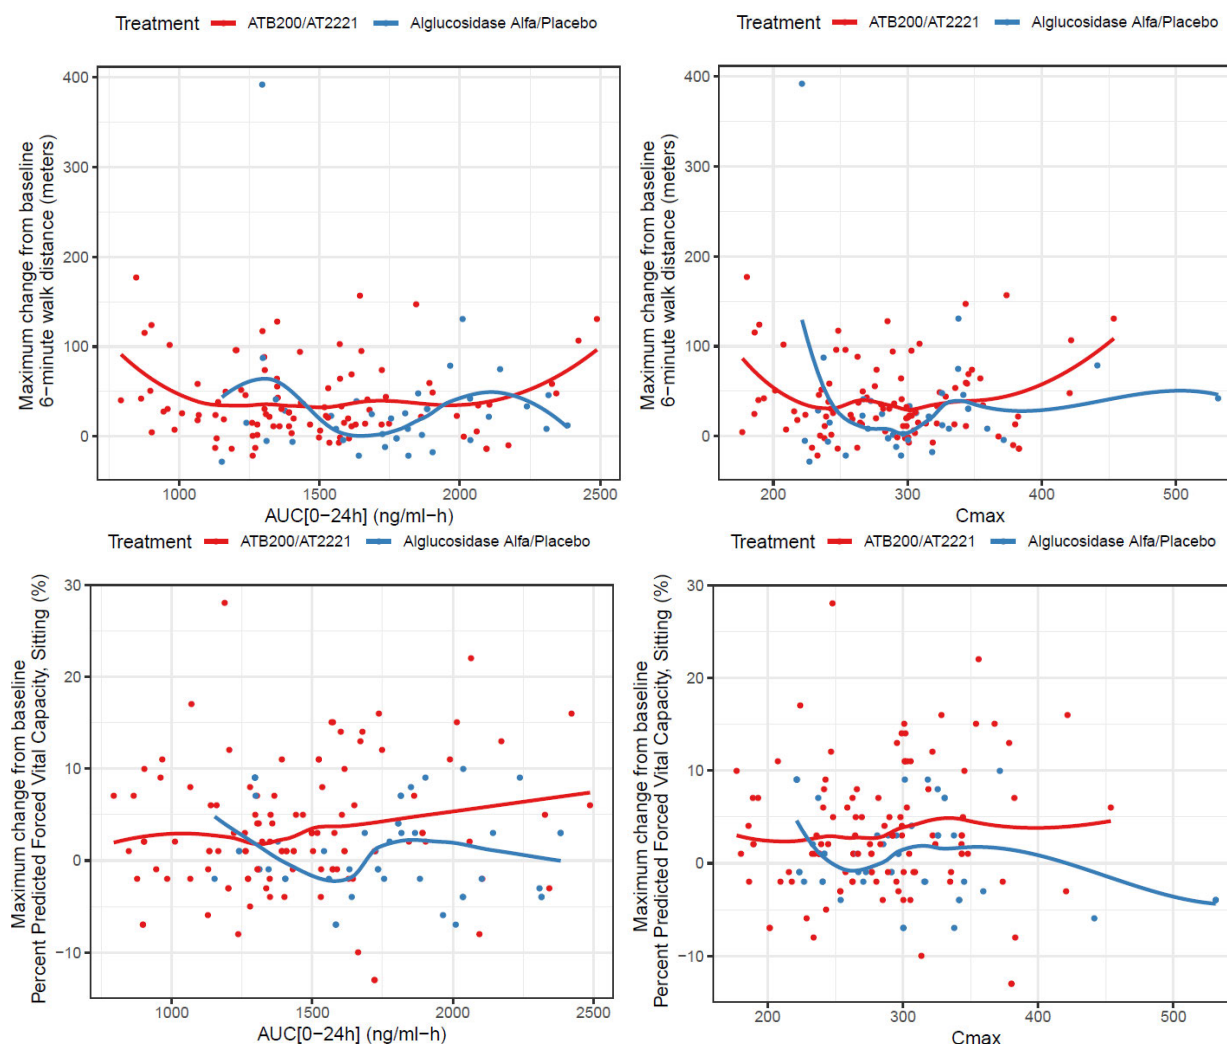 Treatment ATB200/AT2221 Alglucosidase Alfa/Placebo
Maximum change from baseline
6−minute walk distance (meters)
400
300
200
100
0
1000 1500 2000 2500
AUC[0−24h] (ng/ml−h)
Treatment ATB200/AT2221 Alglucosidase Alfa/Placebo
Maximum change from baseline
6−minute walk distance (meters)
400
300
200
100
0
200 300 400 500
Cmax
Treatment ATB200/AT2221 Alglucosidase Alfa/Placebo
Maximum change from baseline
Percent Predicted Forced Vital Capacity, Sitting (%)
30
20
10
0
−10
1000 1500 2000 2500
AUC[0−24h] (ng/ml−h)
Treatment ATB200/AT2221 Alglucosidase Alfa/Placebo
Maximum change from baseline
Percent Predicted Forced Vital Capacity, Sitting (%)
30
20
10
0
−10
200 300 400 500
Cmax